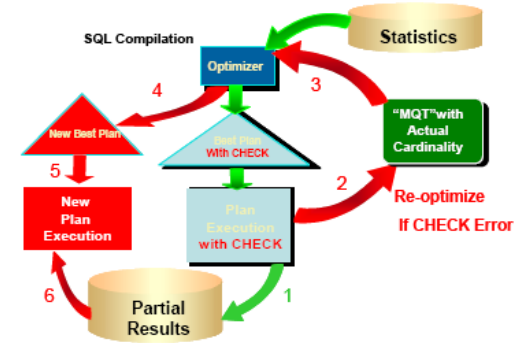 SQL Compilation
Statistics
Optimizer
4
3
New Best Plan
Best Plan
With CHECK
"MQT"with
Actual
Cardinality
5
2
New
Plan
Execution
Plan
Execution
with CHECK
Re-optimize
If CHECK Error
6
1
Partial
Results